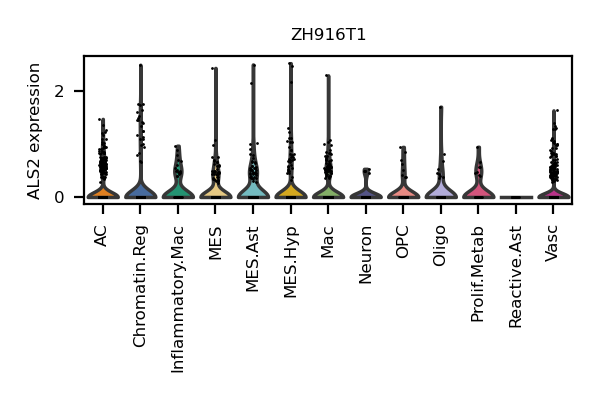 ZH916T1
ALS2 expression
2
0
AC
Chromatin.Reg
Inflammatory.Mac
MES
MES.Ast
MES.Hyp
Mac
Neuron
OPC
Oligo
Prolif.Metab
Reactive.Ast
Vasc